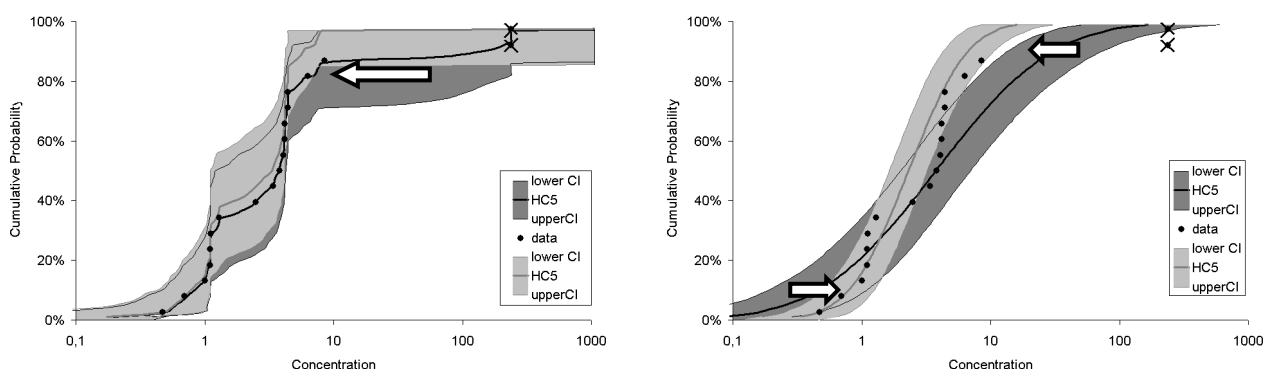 100%
80%
60%
40%
20%
0%
Cumulative Probability
1
10
100
1000
Concentration
lower CI
HC5
upperCI
data
lower CI
HC5
upperCI
100%
80%
60%
40%
20%
0%
Cumulative Probability
0,1
1
10
100
1000
Concentration
lower CI
HC5
upperCI
data
lower CI
HC5
upperCI